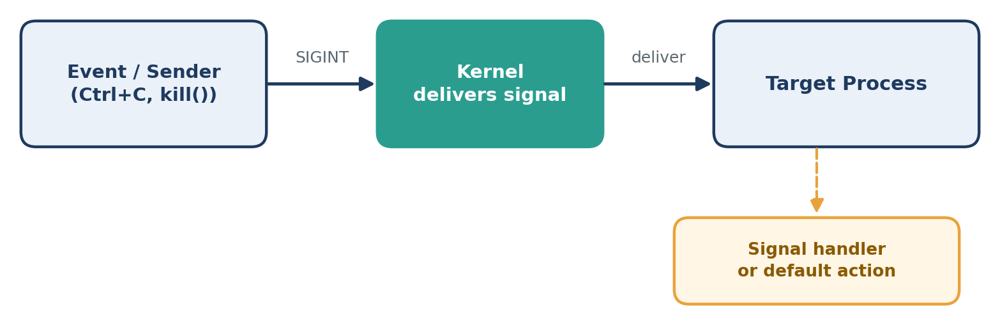 Event / Sender
(Ctrl+C, kill())
SIGINT
Kernel
delivers signal
deliver
Target Process
Signal handler
or default action